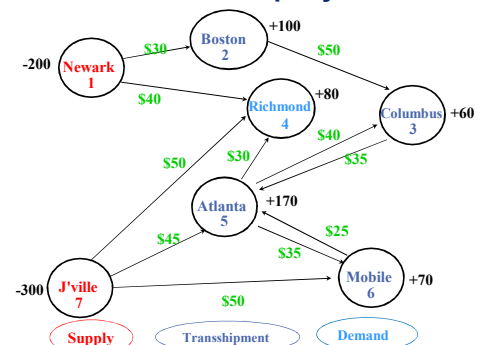 +100
Boston
2
$30
$50
-200
Newark
1
$40
+80
Richmond
4
Columbus
3
+60
$40
$35
$50
$30
+170
Atlanta
5
$25
$45
$35
Mobile
6
+70
-300
J'ville
7
$50
Supply
Transshipment
Demand